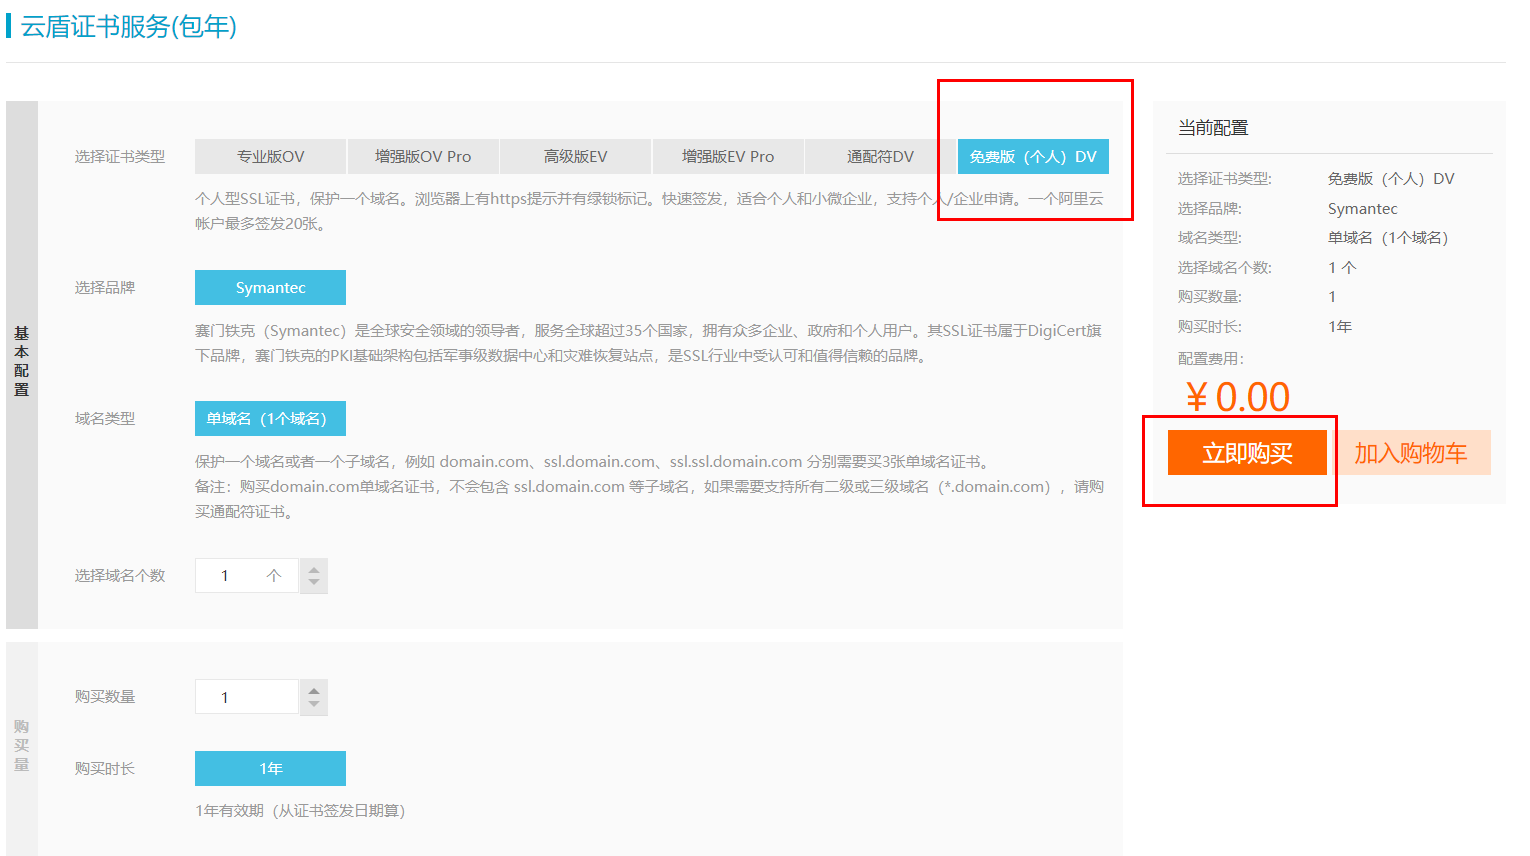 云盾证书服务(包年)
基本配置
选择证书类型
专业版OV
增强版OV Pro
高级版EV
增强版EV Pro
通配符DV
免费版（个人）DV
个人型SSL证书，保护一个域名。浏览器上有https提示并有绿锁标记。快速签发，适合个人和小微企业，支持个人/企业申请。一个阿里云
帐户最多签发20张。
选择品牌
Symantec
赛门铁克（Symantec）是全球安全领域的领导者，服务全球超过35个国家，拥有众多企业、政府和个人用户。其SSL证书属于DigiCert旗
下品牌，赛门铁克的PKI基础架构包括军事级数据中心和灾难恢复站点，是SSL行业中受认可和值得信赖的品牌。
域名类型
单域名（1个域名）
保护一个域名或者一个子域名，例如 domain.com、ssl.domain.com、ssl.ssl.domain.com 分别需要买3张单域名证书。
备注：购买domain.com单域名证书，不会包含 ssl.domain.com 等子域名，如果需要支持所有二级或三级域名（*.domain.com），请购
买通配符证书。
选择域名个数
1 个
购买量
购买数量
1
购买时长
1年
1年有效期（从证书签发日期算）
当前配置
选择证书类型: 免费版（个人）DV
选择品牌: Symantec
域名类型: 单域名（1个域名）
选择域名个数: 1 个
购买数量: 1
购买时长: 1年
配置费用:
¥ 0.00
立即购买
加入购物车